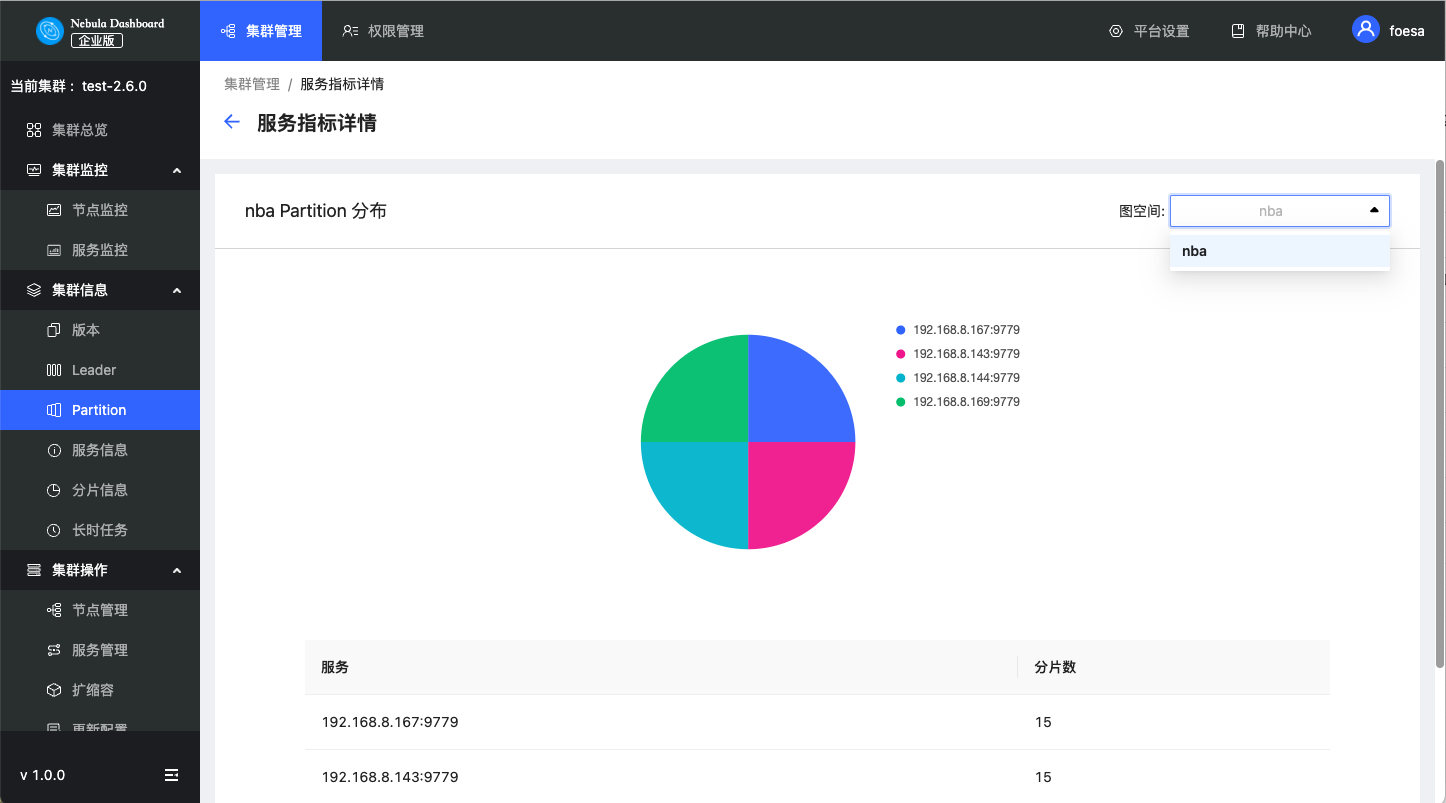 Nebula Dashboard
企业版
集群管理
权限管理
平台设置
帮助中心
foesa
当前集群： test-2.6.0
集群总览
集群监控
节点监控
服务监控
集群信息
版本
Leader
Partition
服务信息
分片信息
长时任务
集群操作
节点管理
服务管理
扩缩容
更新配置
v 1.0.0
集群管理 / 服务指标详情
服务指标详情
nba Partition 分布
图空间: nba
nba
192.168.8.167:9779
192.168.8.143:9779
192.168.8.144:9779
192.168.8.169:9779
服务 分片数
192.168.8.167:9779 15
192.168.8.143:9779 15